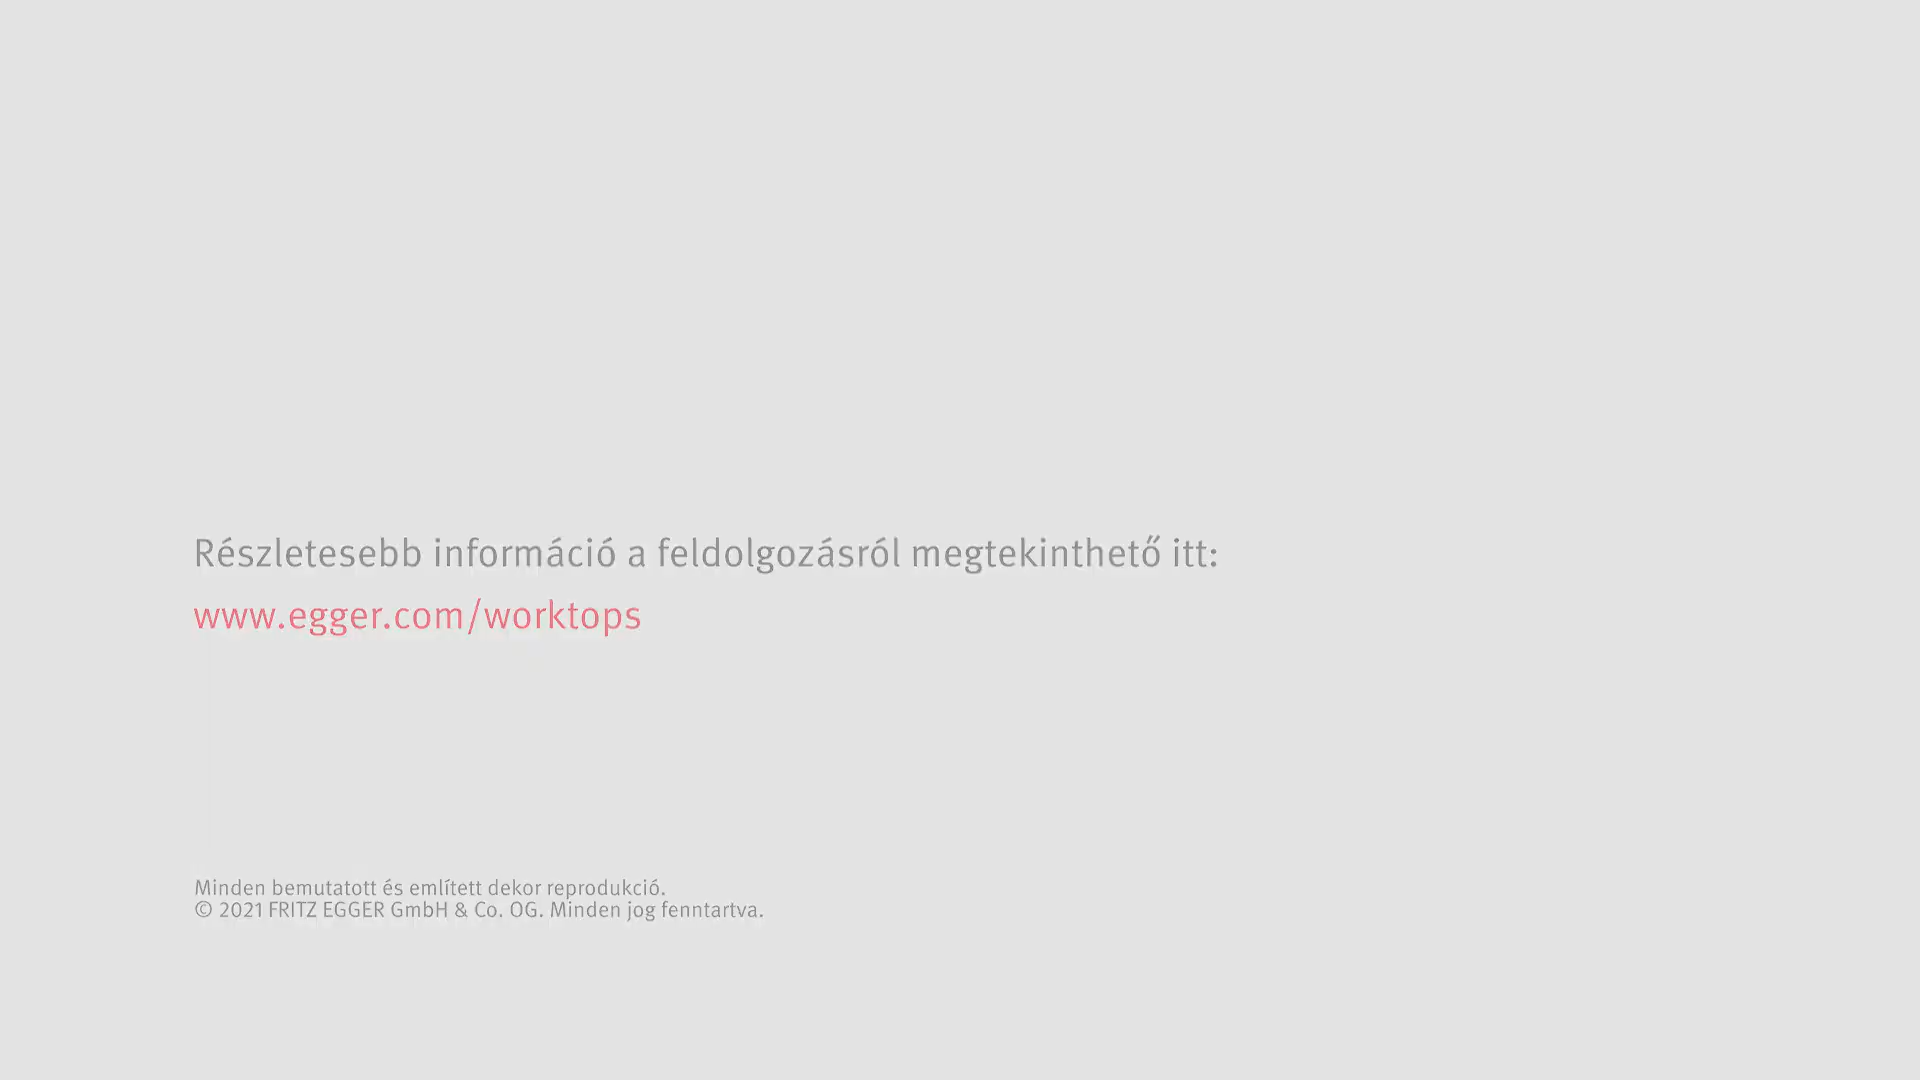 Részletesebb információ a feldolgozásról megtekinthető itt:
www.egger.com/worktops
Minden bemutatott és említett dekor reprodukció.
© 2021 FRITZ EGGER GmbH & Co. OG. Minden jog fenntartva.